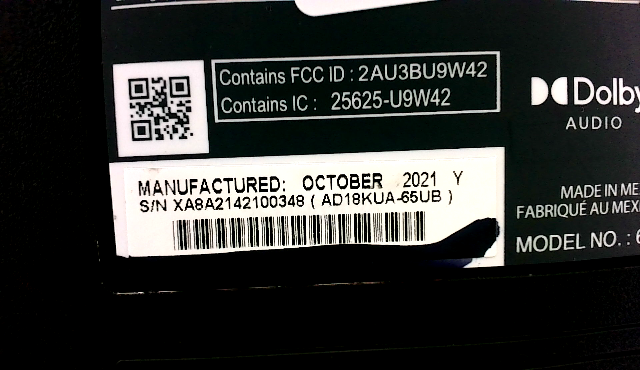 Contains FCC ID : 2AU3BU9W42
Contains IC : 25625-U9W42
Dolby
AUDIO
MANUFACTURED: OCTOBER 2021 Y
S/N XA8A2142100348 ( AD18KUA-65UB )
MADE IN ME
FABRIQUÉ AU MEX
MODEL NO. : 6